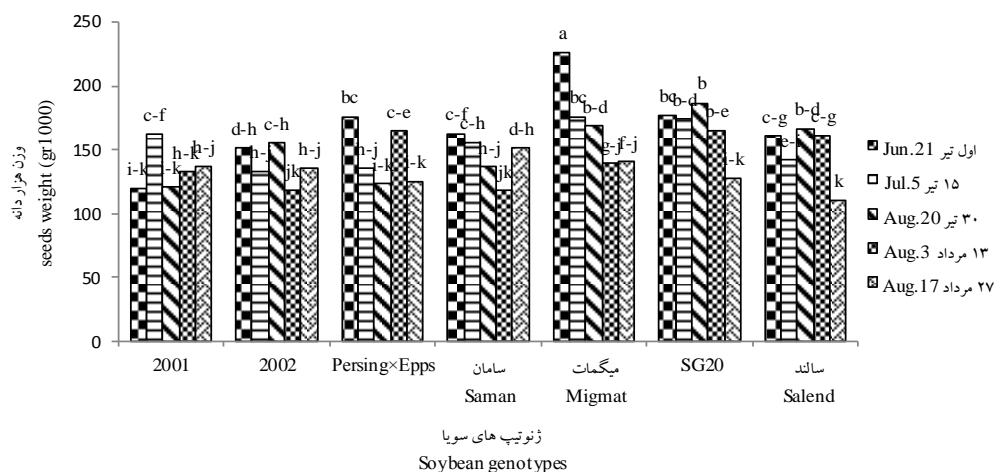 250
200
150
100
50
0
وزن هزار دانه
seeds weight (gr1000)
i-k c-f i-k h-k h-j
d-h h-j c-h jk h-j
bc h-j i-k c-e i-k
c-f c-h i-k d-h
a bc b-d g-j f-j
bc b-d b b-e i-k
c-g b-d c-g k
2001
2002
Persing×Epps
سامان
Saman
میگمات
Migmat
SG20
سالند
Salend
ژنوتیپ های سویا
Soybean genotypes
Jun.21 اول تیر
Jul.5 ۱۵ تیر
Aug.20 ۳۰ تیر
Aug.3 ۱۳ مرداد
Aug.17 ۲۷ مرداد